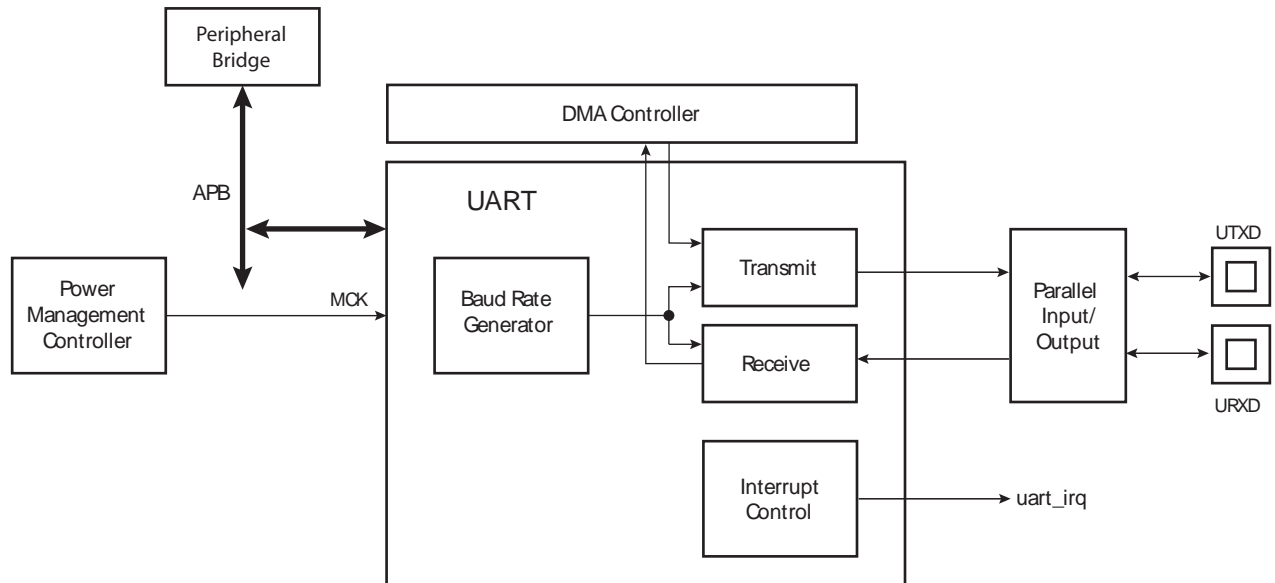 Peripheral
Bridge
DMA Controller
APB
UART
UTXD
Transmit
Power
Management
Controller
MCK
Baud Rate
Generator
Parallel
Input/
Output
Receive
URXD
Interrupt
Control
uart_irq